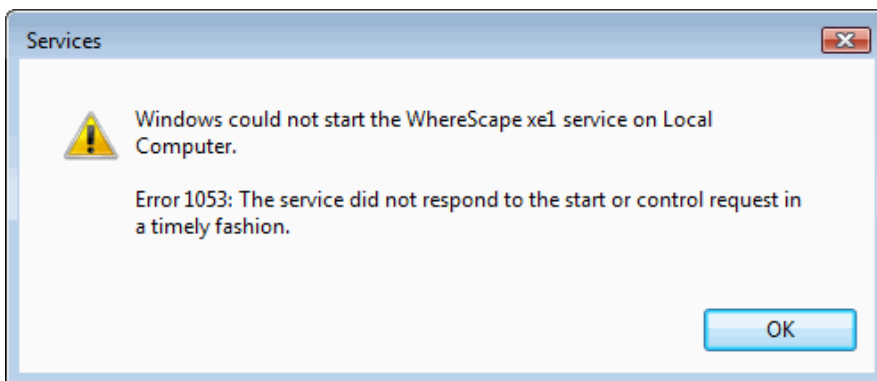 Services
Windows could not start the WhereScape xe1 service on Local
Computer.
Error 1053: The service did not respond to the start or control request in
a timely fashion.
OK